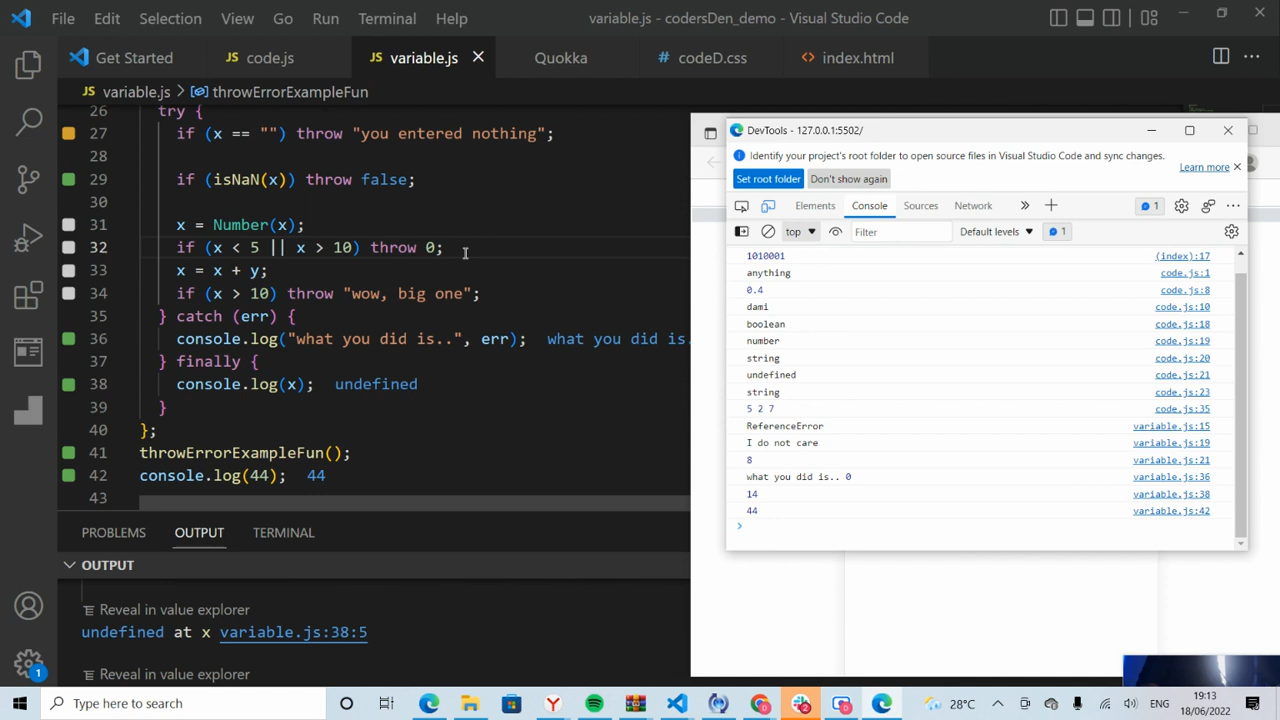 File Edit Selection View Go Run Terminal Help variable.js - codersDen_demo - Visual Studio Code
Get Started JS code.js JS variable.js Quokka # codeD.css <> index.html
JS variable.js > throwErrorExampleFun
26 try {
27 if (x == "") throw "you entered nothing";
28
29 if (isNaN(x)) throw false;
30
31 x = Number(x);
32 if (x < 5 || x > 10) throw 0;
33 x = x + y;
34 if (x > 10) throw "wow, big one";
35 } catch (err) {
36 console.log("what you did is..", err); what you did is.
37 } finally {
38 console.log(x); undefined
39 }
40 };
41 throwErrorExampleFun();
42 console.log(44); 44
43
PROBLEMS OUTPUT TERMINAL
OUTPUT
Reveal in value explorer
undefined at x variable.js:38:5
Reveal in value explorer
DevTools - 127.0.0.1:5502/
Identify your project's root folder to open source files in Visual Studio Code and sync changes.
Learn more
Set root folder Don't show again
Elements Console Sources Network 1
top Filter Default levels 1
1010001 (index):17
anything code.js:1
0.4 code.js:8
dami code.js:10
boolean code.js:18
number code.js:19
string code.js:20
undefined code.js:21
string code.js:23
5 2 7 code.js:35
ReferenceError variable.js:15
I do not care variable.js:19
8 variable.js:21
what you did is.. 0 variable.js:36
14 variable.js:38
44 variable.js:42
1
Type here to search
2
28°C
ENG
19:13
18/06/2022